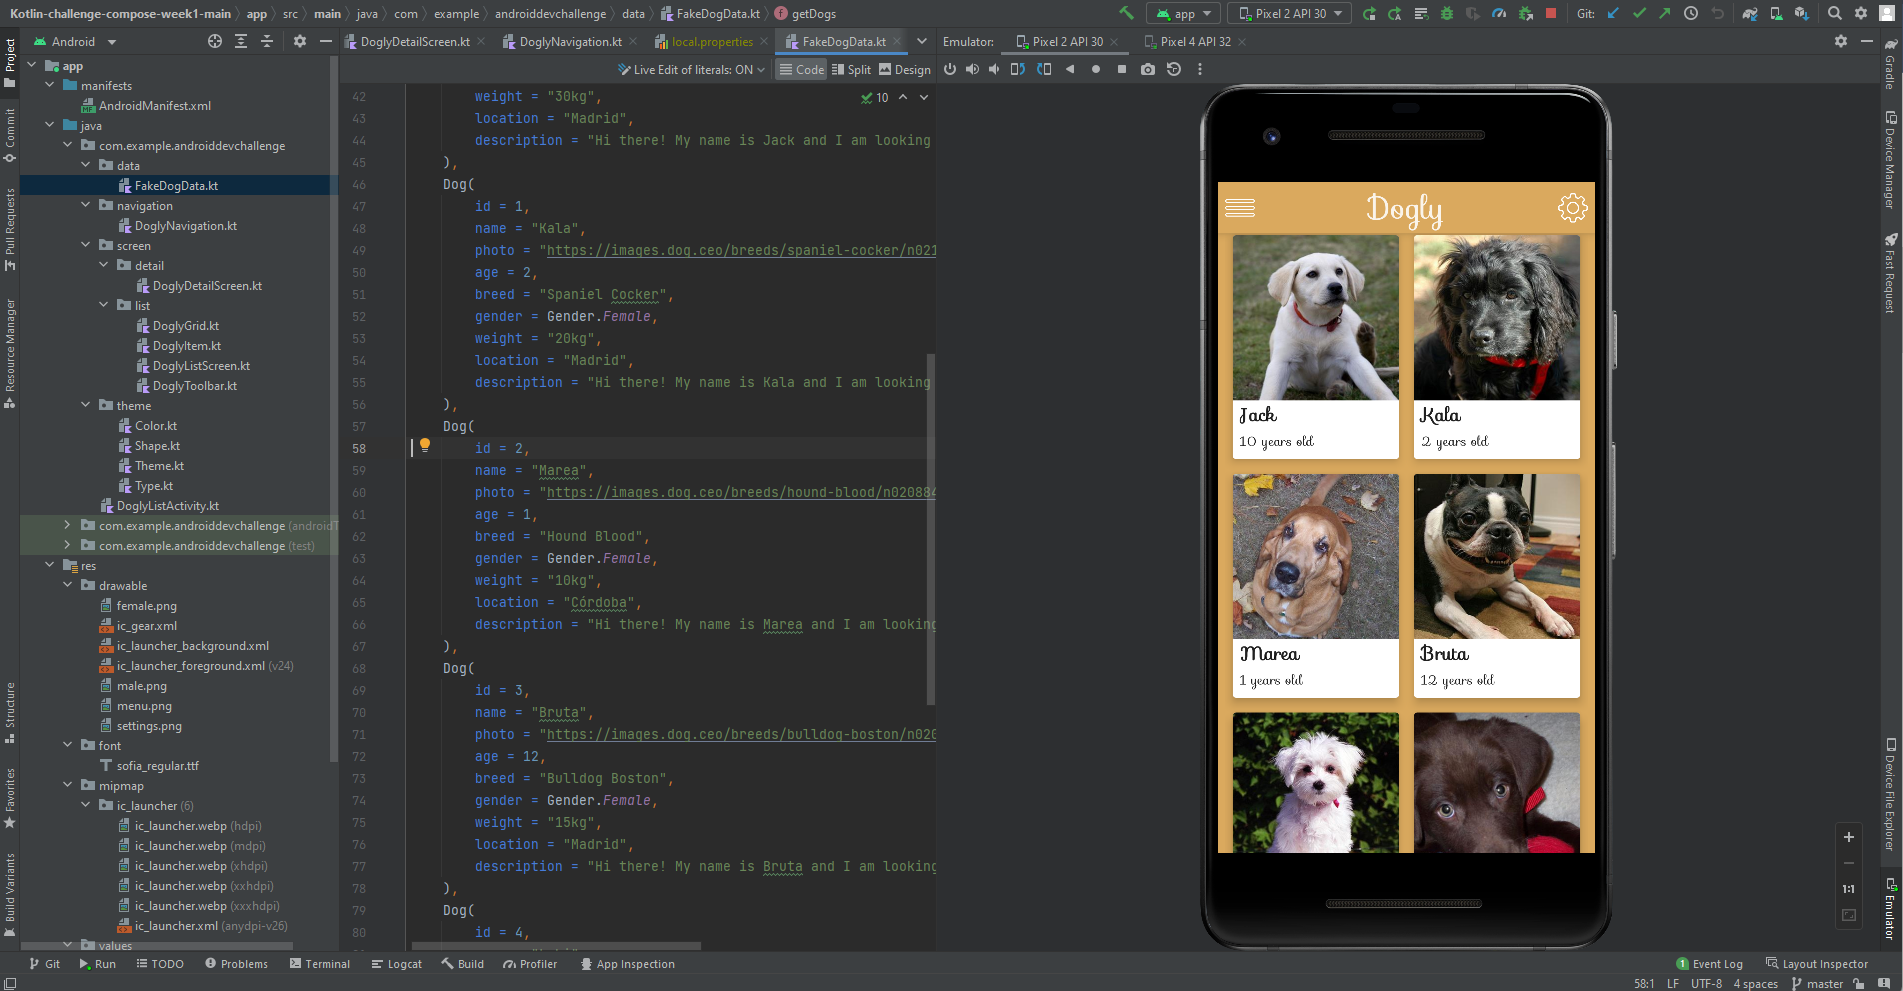 Kotlin-challenge-compose-week1-main app src main java com example androiddevchallenge data FakeDogData.kt getDogs
app Pixel 2 API 30 Git:
Android
DoglyDetailScreen.kt DoglyNavigation.kt local.properties FakeDogData.kt
Emulator: Pixel 2 API 30 Pixel 4 API 32
Live Edit of literals: ON Code Split Design
Project
Commit
Pull Requests
Resource Manager
Structure
Favorites
Build Variants
app
manifests
AndroidManifest.xml
java
com.example.androiddevchallenge
data
FakeDogData.kt
navigation
DoglyNavigation.kt
screen
detail
DoglyDetailScreen.kt
list
DoglyGrid.kt
DoglyItem.kt
DoglyListScreen.kt
DoglyToolbar.kt
theme
Color.kt
Shape.kt
Theme.kt
Type.kt
DoglyListActivity.kt
com.example.androiddevchallenge (androidT
com.example.androiddevchallenge (test)
res
drawable
female.png
ic_gear.xml
ic_launcher_background.xml
ic_launcher_foreground.xml (v24)
male.png
menu.png
settings.png
font
sofia_regular.ttf
mipmap
ic_launcher (6)
ic_launcher.webp (hdpi)
ic_launcher.webp (mdpi)
ic_launcher.webp (xhdpi)
ic_launcher.webp (xxhdpi)
ic_launcher.webp (xxxhdpi)
ic_launcher.xml (anydpi-v26)
values
10
42 weight = "30kg",
43 location = "Madrid",
44 description = "Hi there! My name is Jack and I am looking
45 ),
46 Dog(
47 id = 1,
48 name = "Kala",
49 photo = "https://images.dog.ceo/breeds/spaniel-cocker/n021
50 age = 2,
51 breed = "Spaniel Cocker",
52 gender = Gender.Female,
53 weight = "20kg",
54 location = "Madrid",
55 description = "Hi there! My name is Kala and I am looking
56 ),
57 Dog(
58 id = 2,
59 name = "Marea",
60 photo = "https://images.dog.ceo/breeds/hound-blood/n020884
61 age = 1,
62 breed = "Hound Blood",
63 gender = Gender.Female,
64 weight = "10kg",
65 location = "Córdoba",
66 description = "Hi there! My name is Marea and I am looking
67 ),
68 Dog(
69 id = 3,
70 name = "Bruta",
71 photo = "https://images.dog.ceo/breeds/bulldog-boston/n020
72 age = 12,
73 breed = "Bulldog Boston",
74 gender = Gender.Female,
75 weight = "15kg",
76 location = "Madrid",
77 description = "Hi there! My name is Bruta and I am looking
78 ),
79 Dog(
80 id = 4,
Dogly
Jack
10 years old
Kala
2 years old
Marea
1 years old
Bruta
12 years old
1:1
Gradle
Device Manager
Fast Request
Device File Explorer
Emulator
Git Run TODO Problems Terminal Logcat Build Profiler App Inspection
1 Event Log Layout Inspector
58:1 LF UTF-8 4 spaces master